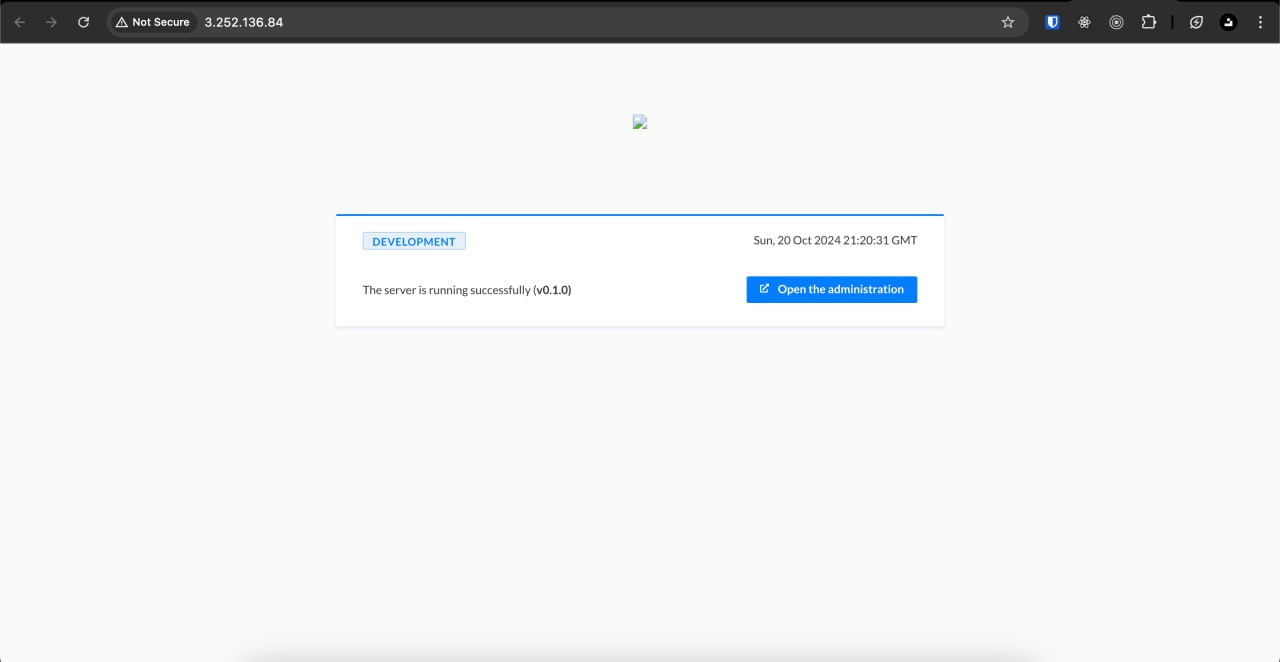 Not Secure 3.252.136.84
DEVELOPMENT Sun, 20 Oct 2024 21:20:31 GMT
The server is running successfully (v0.1.0) Open the administration